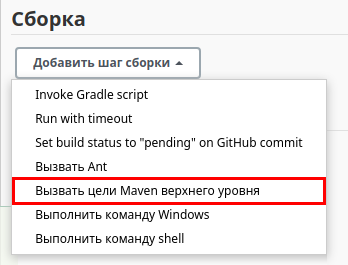 Сборка
Добавить шаг сборки
Invoke Gradle script
Run with timeout
Set build status to "pending" on GitHub commit
Вызвать Ant
Вызвать цели Maven верхнего уровня
Выполнить команду Windows
Выполнить команду shell